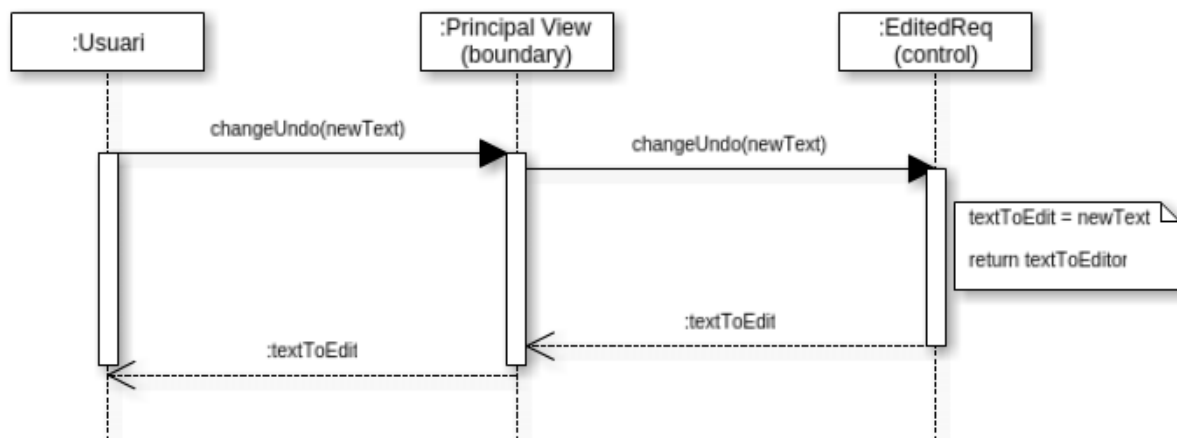 :Usuari
:Principal View
(boundary)
:EditedReq
(control)
changeUndo(newText)
changeUndo(newText)
textToEdit = newText
return textToEditor
:textToEdit
:textToEdit